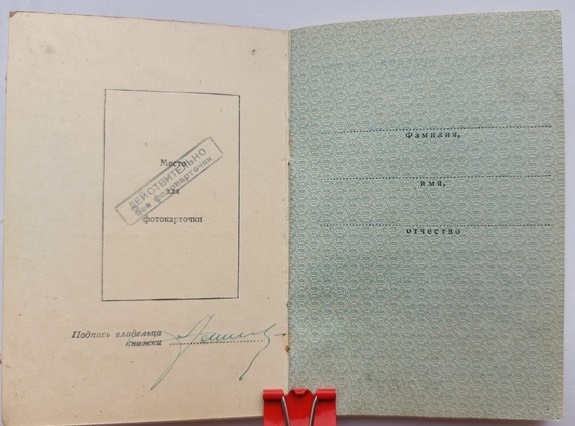 Место
для
фотокарточки
ДЕЙСТВИТЕЛЬНО
без фотокарточки
Подпись владельца
книжки
Фамилия,
имя,
отчество